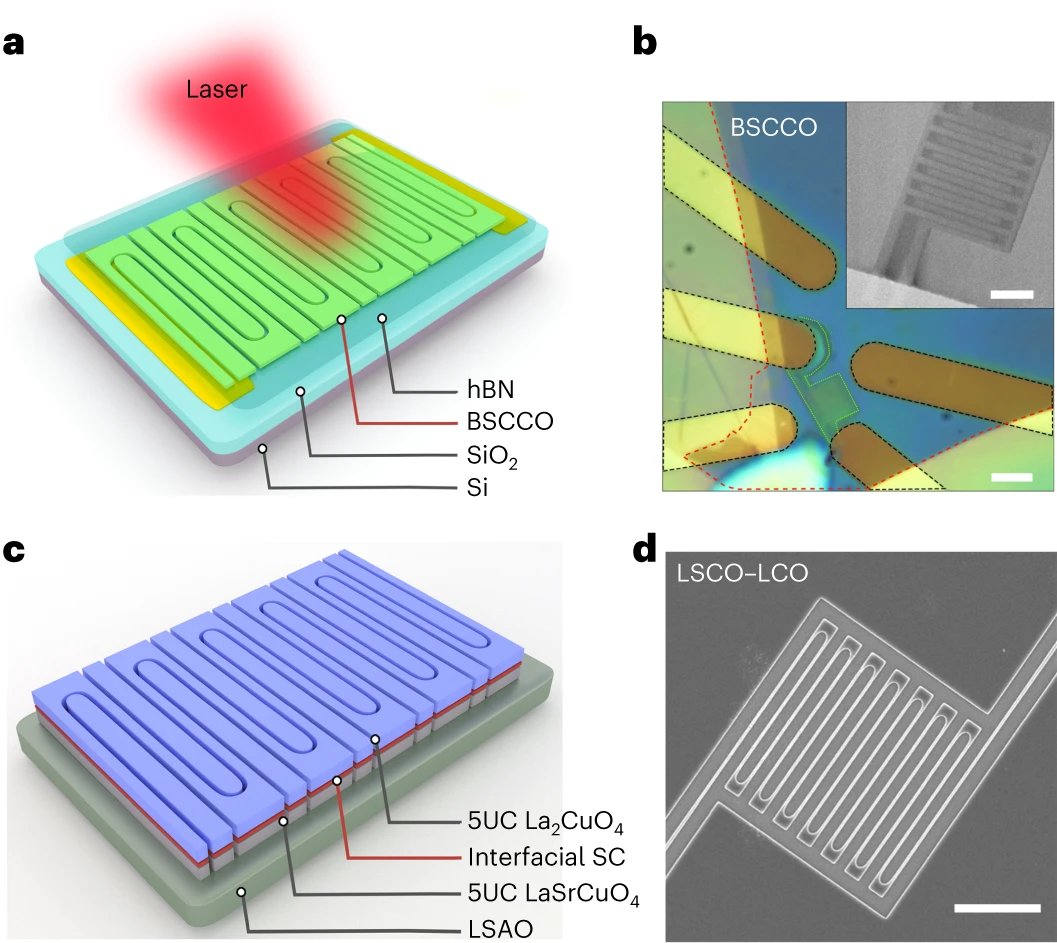 a
Laser
hBN
BSCCO
SiO₂
Si
b
BSCCO
c
5UC La₂CuO₄
Interfacial SC
5UC LaSrCuO₄
LSAO
d
LSCO–LCO